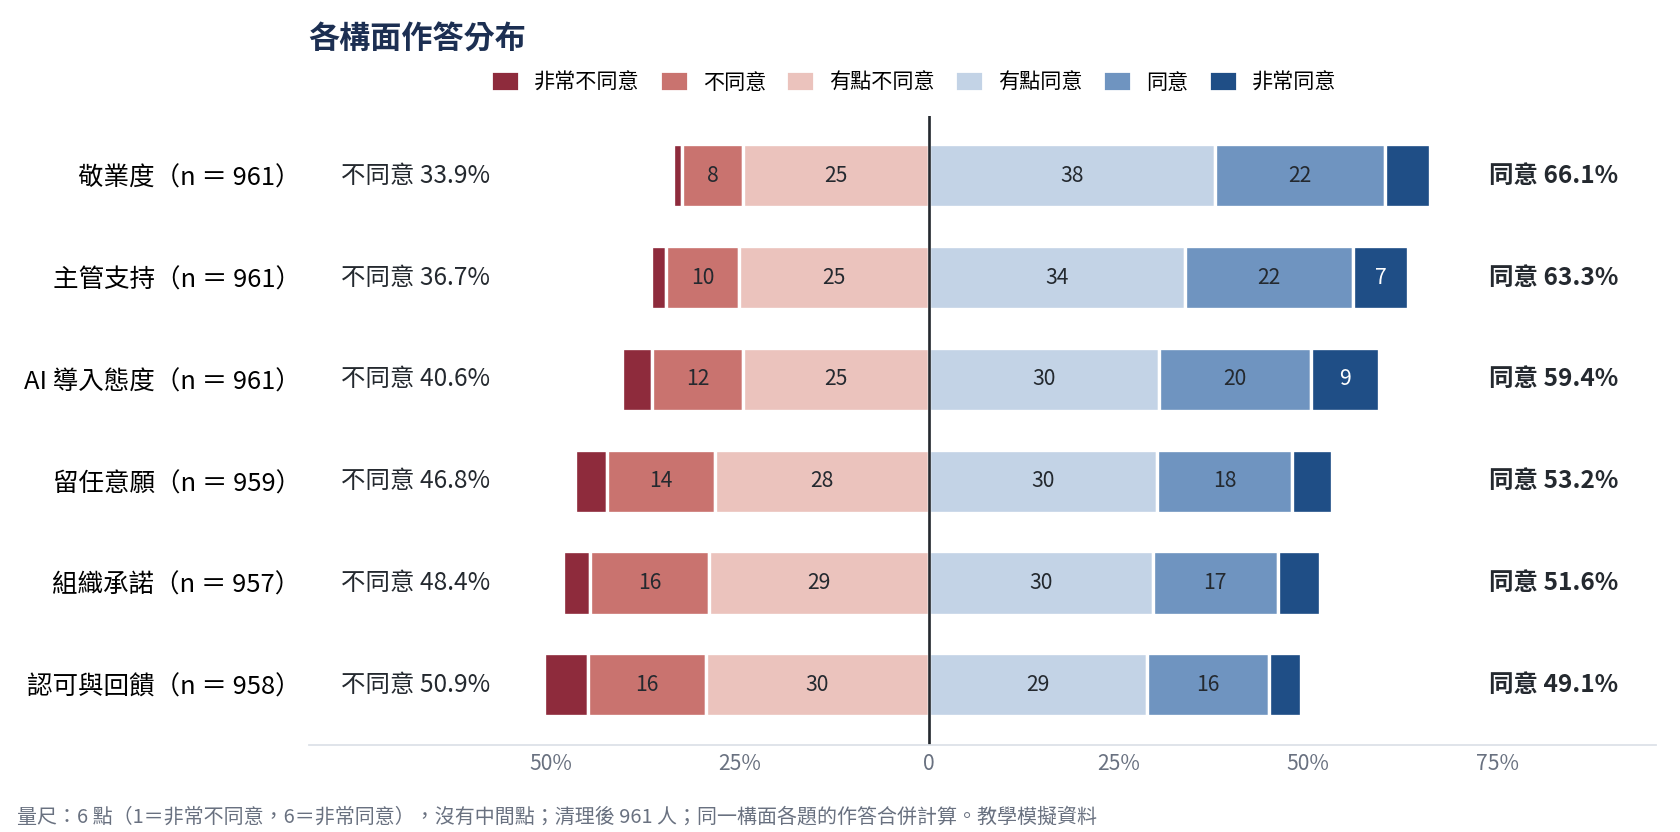 各構面作答分布
非常不同意 不同意 有點不同意 有點同意 同意 非常同意
敬業度（n ＝ 961） 不同意 33.9% 8 25 38 22 同意 66.1%
主管支持（n ＝ 961） 不同意 36.7% 10 25 34 22 7 同意 63.3%
AI 導入態度（n ＝ 961） 不同意 40.6% 12 25 30 20 9 同意 59.4%
留任意願（n ＝ 959） 不同意 46.8% 14 28 30 18 同意 53.2%
組織承諾（n ＝ 957） 不同意 48.4% 16 29 30 17 同意 51.6%
認可與回饋（n ＝ 958） 不同意 50.9% 16 30 29 16 同意 49.1%
50% 25% 0 25% 50% 75%
量尺：6 點（1＝非常不同意，6＝非常同意），沒有中間點；清理後 961 人；同一構面各題的作答合併計算。教學模擬資料